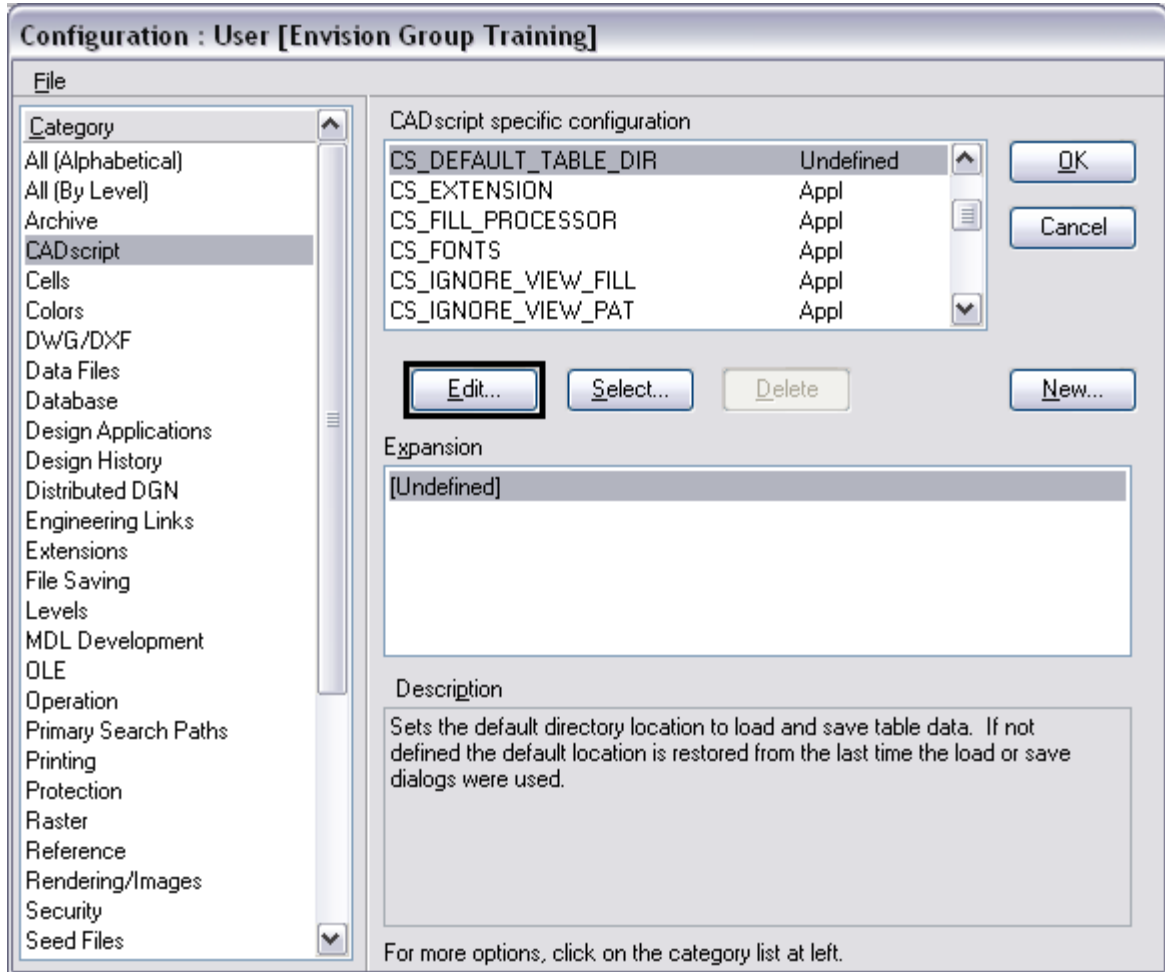 Configuration : User [Envision Group Training]
File
Category
All (Alphabetical)
All (By Level)
Archive
CADscript
Cells
Colors
DWG/DXF
Data Files
Database
Design Applications
Design History
Distributed DGN
Engineering Links
Extensions
File Saving
Levels
MDL Development
OLE
Operation
Primary Search Paths
Printing
Protection
Raster
Reference
Rendering/Images
Security
Seed Files
CADscript specific configuration
CS_DEFAULT_TABLE_DIR Undefined
CS_EXTENSION Appl
CS_FILL_PROCESSOR Appl
CS_FONTS Appl
CS_IGNORE_VIEW_FILL Appl
CS_IGNORE_VIEW_PAT Appl
OK
Cancel
Edit... Select... Delete New...
Expansion
[Undefined]
Description
Sets the default directory location to load and save table data. If not
defined the default location is restored from the last time the load or save
dialogs were used.
For more options, click on the category list at left.